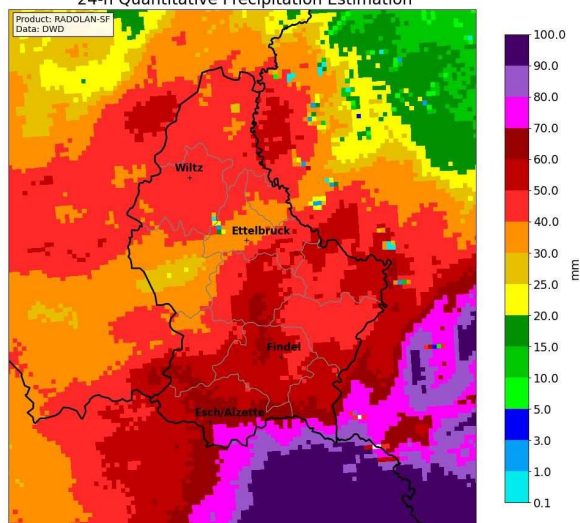 24-h Quantitative Precipitation Estimation
Product: RADOLAN-SF
Data: DWD
Wiltz
Ettelbruck
Findel
Esch/Alzette
100.0
90.0
80.0
70.0
60.0
50.0
40.0
30.0
25.0
20.0
15.0
10.0
5.0
3.0
1.0
0.1
mm